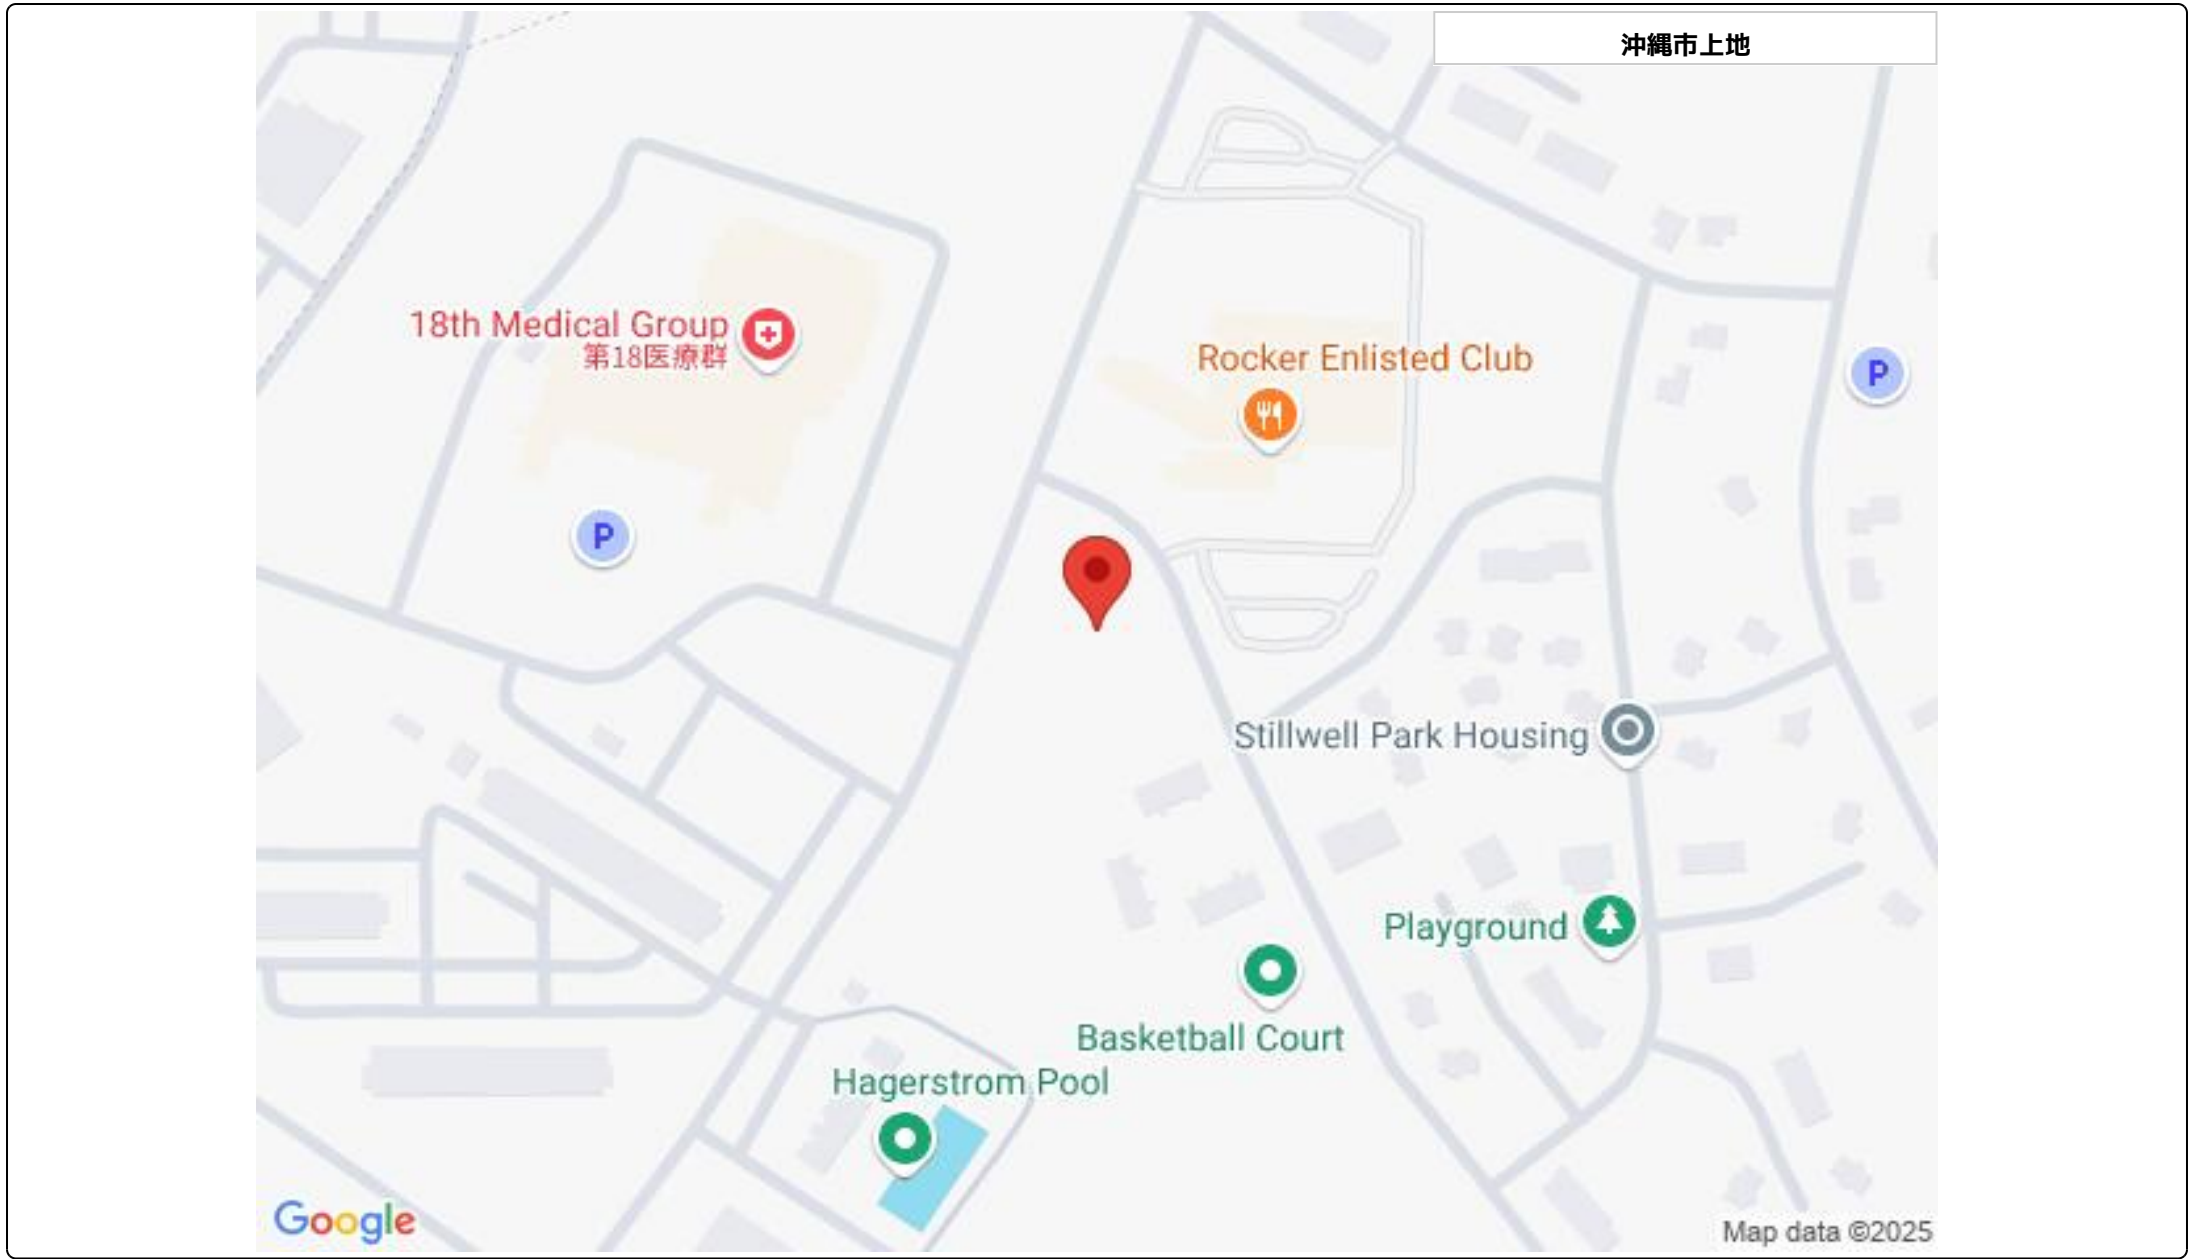 沖縄市上地
18th Medical Group
第18医療群
Rocker Enlisted Club
P
P
Stillwell Park Housing
Playground
Basketball Court
Hagerstrom Pool
Google
Map data ©2025